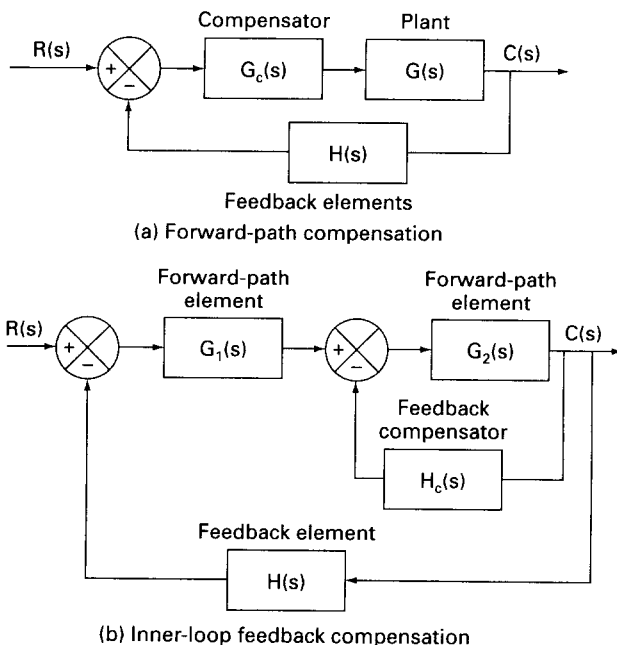 Compensator
Plant
R(s)
+
−
G_c(s)
G(s)
C(s)
H(s)
Feedback elements
(a) Forward-path compensation
Forward-path
element
Forward-path
element
R(s)
+
−
G_1(s)
+
−
G_2(s)
C(s)
Feedback
compensator
H_c(s)
Feedback element
H(s)
(b) Inner-loop feedback compensation